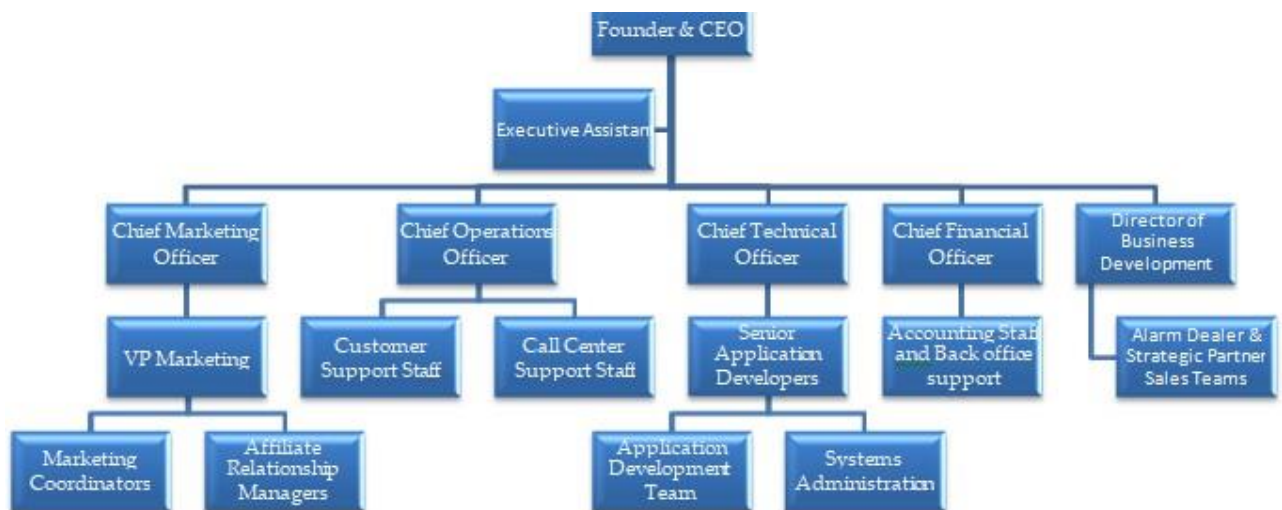 Founder & CEO
Executive Assistan
Chief Marketing
Officer
Chief Operations
Officer
Chief Technical
Officer
Chief Financial
Officer
Director of
Business
Development
VP Marketing
Customer
Support Staff
Call Center
Support Staff
Senior
Application
Developers
Accounting Staff
and Back office
support
Alarm Dealer &
Strategic Partner
Sales Teams
Marketing
Coordinators
Affiliate
Relationship
Managers
Application
Development
Team
Systems
Administration